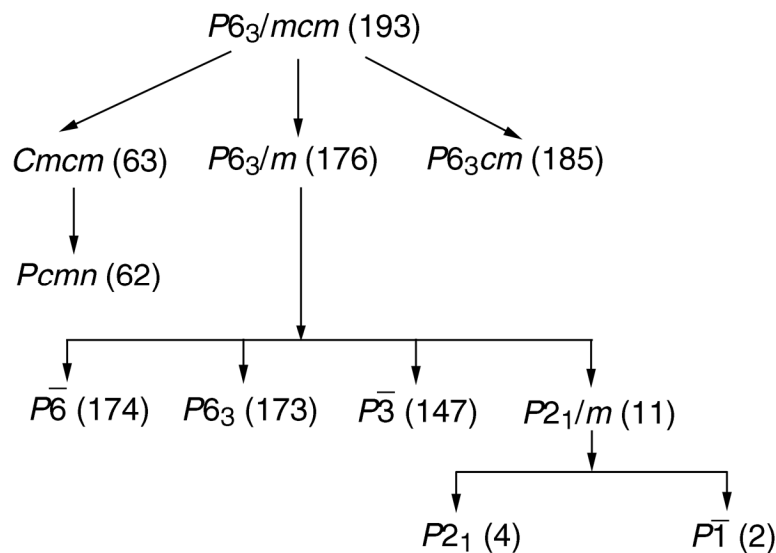 P6₃/mcm (193)
Cmcm (63) P6₃/m (176) P6₃cm (185)
Pcmn (62)
P6̅ (174) P6₃ (173) P3̅ (147) P2₁/m (11)
P2₁ (4) P1̅ (2)